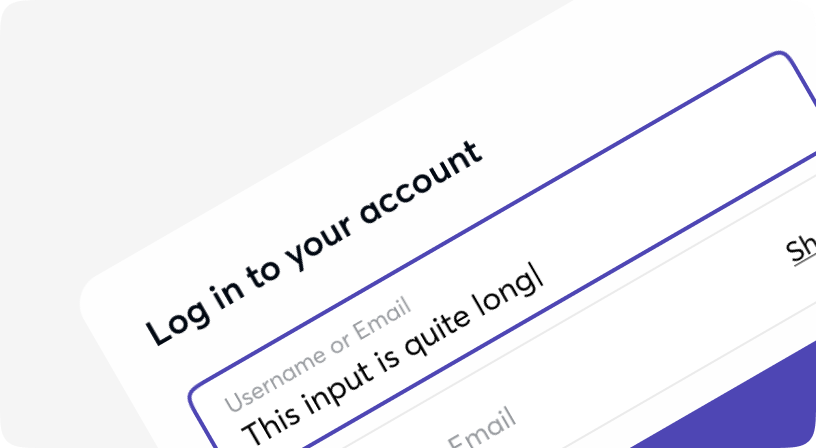 Log in to your account
Username or Email
This input is quite long
Sh
Email